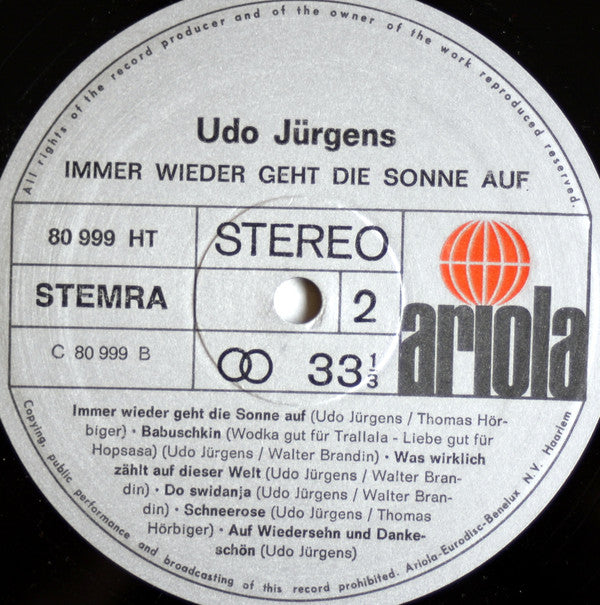 All rights of the record producer and of the owner of the work reproduced reserved.
Udo Jürgens
IMMER WIEDER GEHT DIE SONNE AUF
80 999 HT
STEREO
STEMRA
2
ariola
C 80 999 B
33 1/3
Immer wieder geht die Sonne auf (Udo Jürgens / Thomas Hör-
biger) · Babuschkin (Wodka gut für Trallala - Liebe gut für
Hopsasa) (Udo Jürgens / Walter Brandin) · Was wirklich
zählt auf dieser Welt (Udo Jürgens / Walter Bran-
din) · Do swidanja (Udo Jürgens / Walter Bran-
din) · Schneerose (Udo Jürgens / Thomas
Hörbiger) · Auf Wiedersehn und Danke-
schön (Udo Jürgens)
Copying, public performance and broadcasting of this record prohibited. Ariola-Eurodisc-Benelux N.V. Haarlem